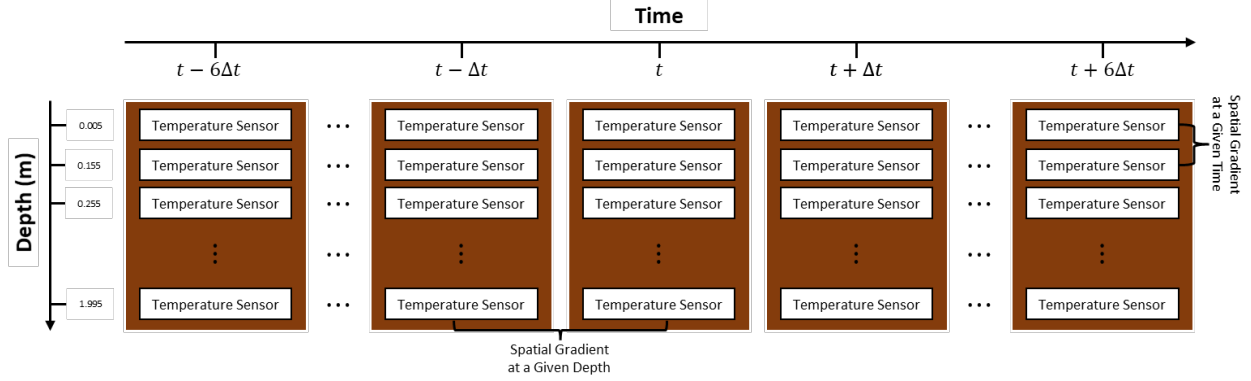 Time
t − 6Δt
t − Δt
t
t + Δt
t + 6Δt
Depth (m)
0.005
Temperature Sensor
...
Temperature Sensor
Temperature Sensor
Temperature Sensor
...
Temperature Sensor
0.155
Temperature Sensor
...
Temperature Sensor
Temperature Sensor
Temperature Sensor
...
Temperature Sensor
0.255
Temperature Sensor
...
Temperature Sensor
Temperature Sensor
Temperature Sensor
...
Temperature Sensor
⋮
...
⋮
⋮
⋮
...
⋮
1.995
Temperature Sensor
...
Temperature Sensor
Temperature Sensor
Temperature Sensor
...
Temperature Sensor
Spatial Gradient
at a Given Time
Spatial Gradient
at a Given Depth